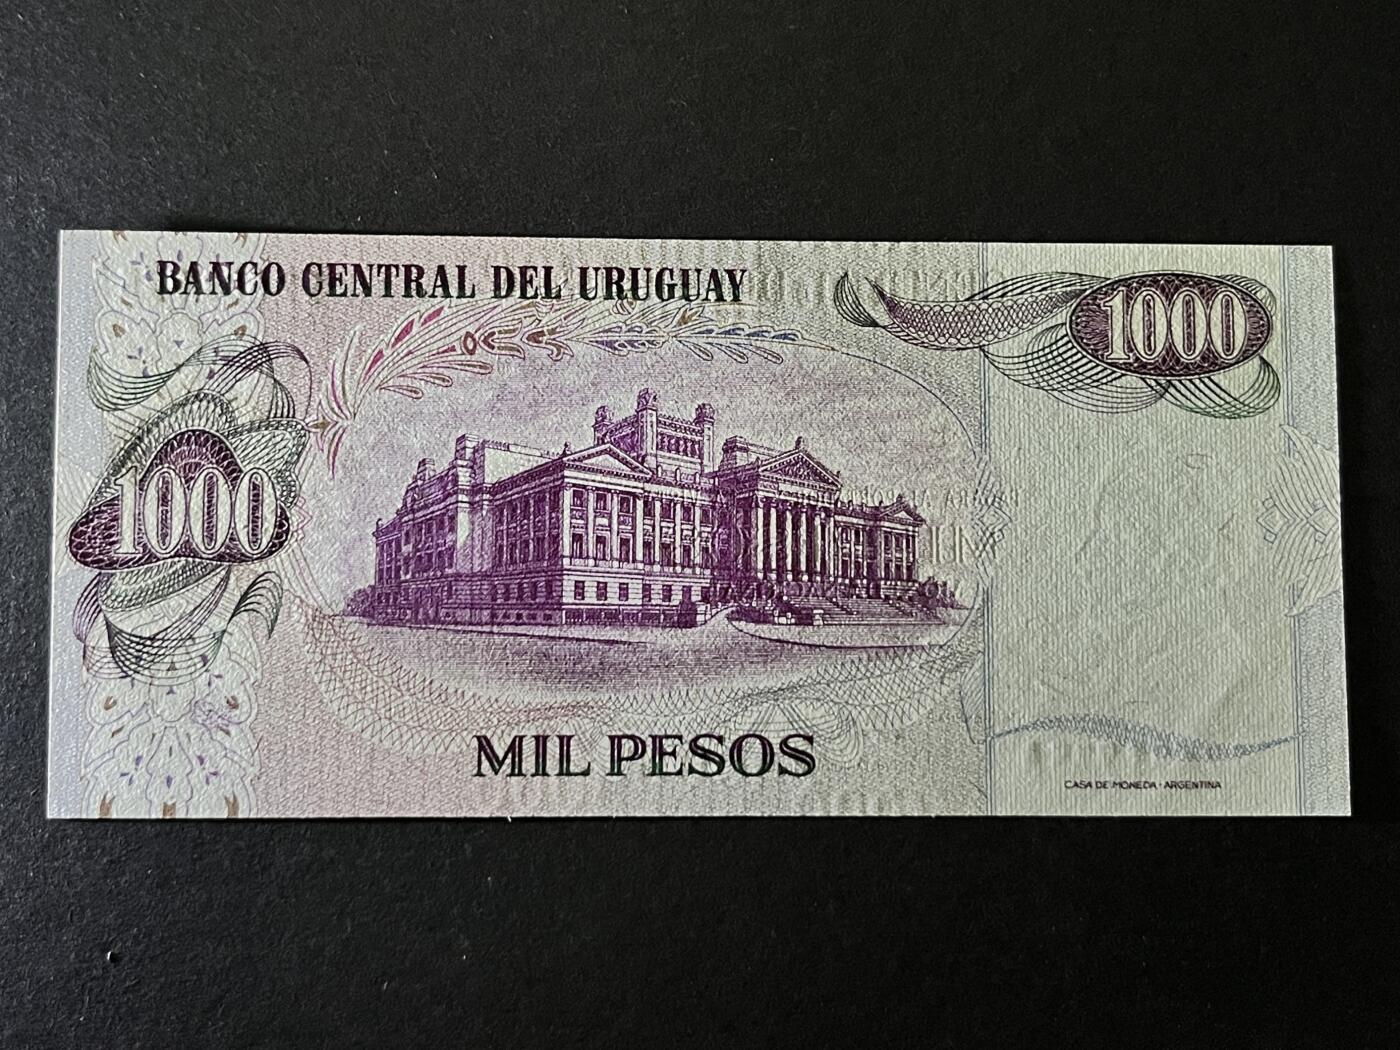 BANCO CENTRAL DEL URUGUAY
1000
1000
MIL PESOS
CASA DE MONEDA - ARGENTINA